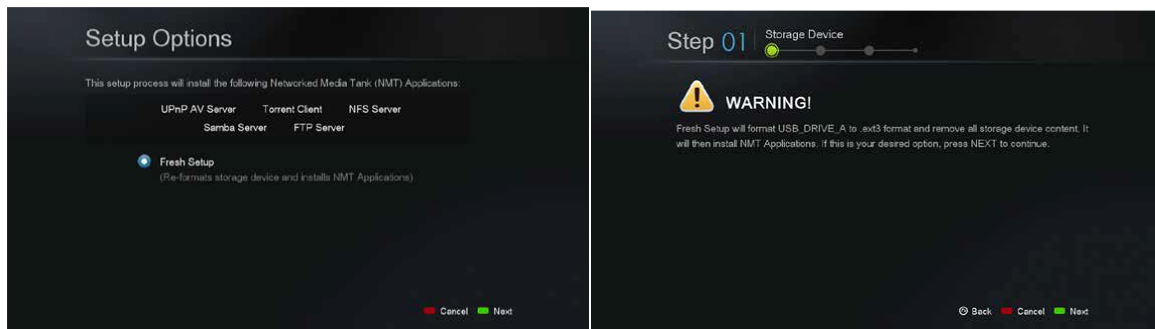 Setup Options
This setup process will install the following Networked Media Tank (NMT) Applications:
UPnP AV Server Torrent Client NFS Server
Samba Server FTP Server
Fresh Setup
(Re-formats storage device and installs NMT Applications)
Cancel Next
Step 01 Storage Device
WARNING!
Fresh Setup will format USB_DRIVE_A to .ext3 format and remove all storage device content. It
will then install NMT Applications. If this is your desired option, press NEXT to continue.
Back Cancel Next